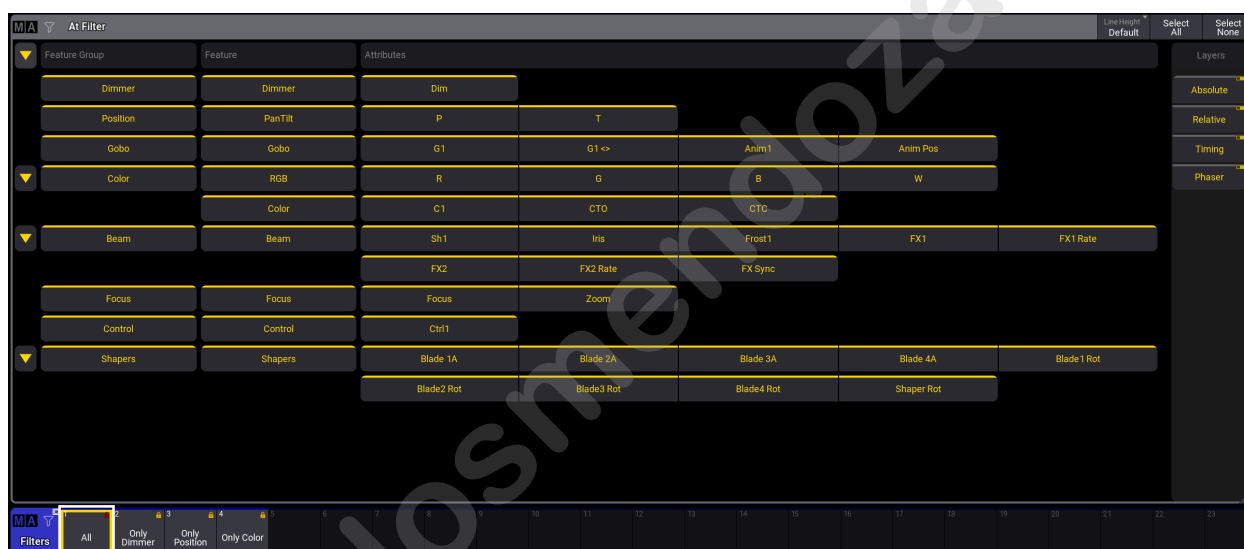 MA At Filter Line Height Default Select All Select None
Feature Group Feature Attributes Layers
Dimmer Dimmer Dim Absolute
Position PanTilt P T Relative
Gobo Gobo G1 G1 <> Anim1 Anim Pos Timing
Color RGB R G B W Phaser
Color C1 CTO CTC
Beam Beam Sh1 Iris Frost1 FX1 FX1 Rate
FX2 FX2 Rate FX Sync
Focus Focus Focus Zoom
Control Control Ctrl1
Shapers Shapers Blade 1A Blade 2A Blade 3A Blade 4A Blade1 Rot
Blade2 Rot Blade3 Rot Blade4 Rot Shaper Rot
MA 1 2 3 4 5 6 7 8 9 10 11 12 13 14 15 16 17 18 19 20 21 22 23
Filters All Only Dimmer Only Position Only Color
losmendoza